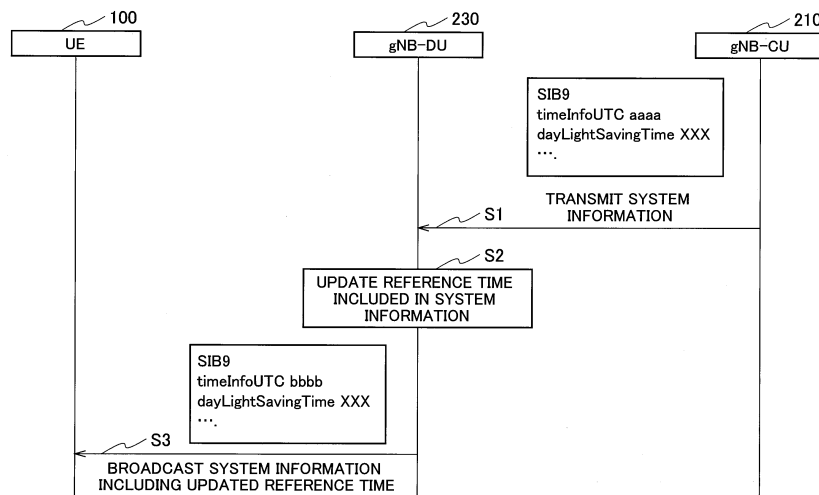 100
230
210
UE
gNB-DU
gNB-CU
SIB9
timeInfoUTC aaaa
dayLightSavingTime XXX
….
TRANSMIT SYSTEM
INFORMATION
S1
S2
UPDATE REFERENCE TIME
INCLUDED IN SYSTEM
INFORMATION
SIB9
timeInfoUTC bbbb
dayLightSavingTime XXX
….
S3
BROADCAST SYSTEM INFORMATION
INCLUDING UPDATED REFERENCE TIME